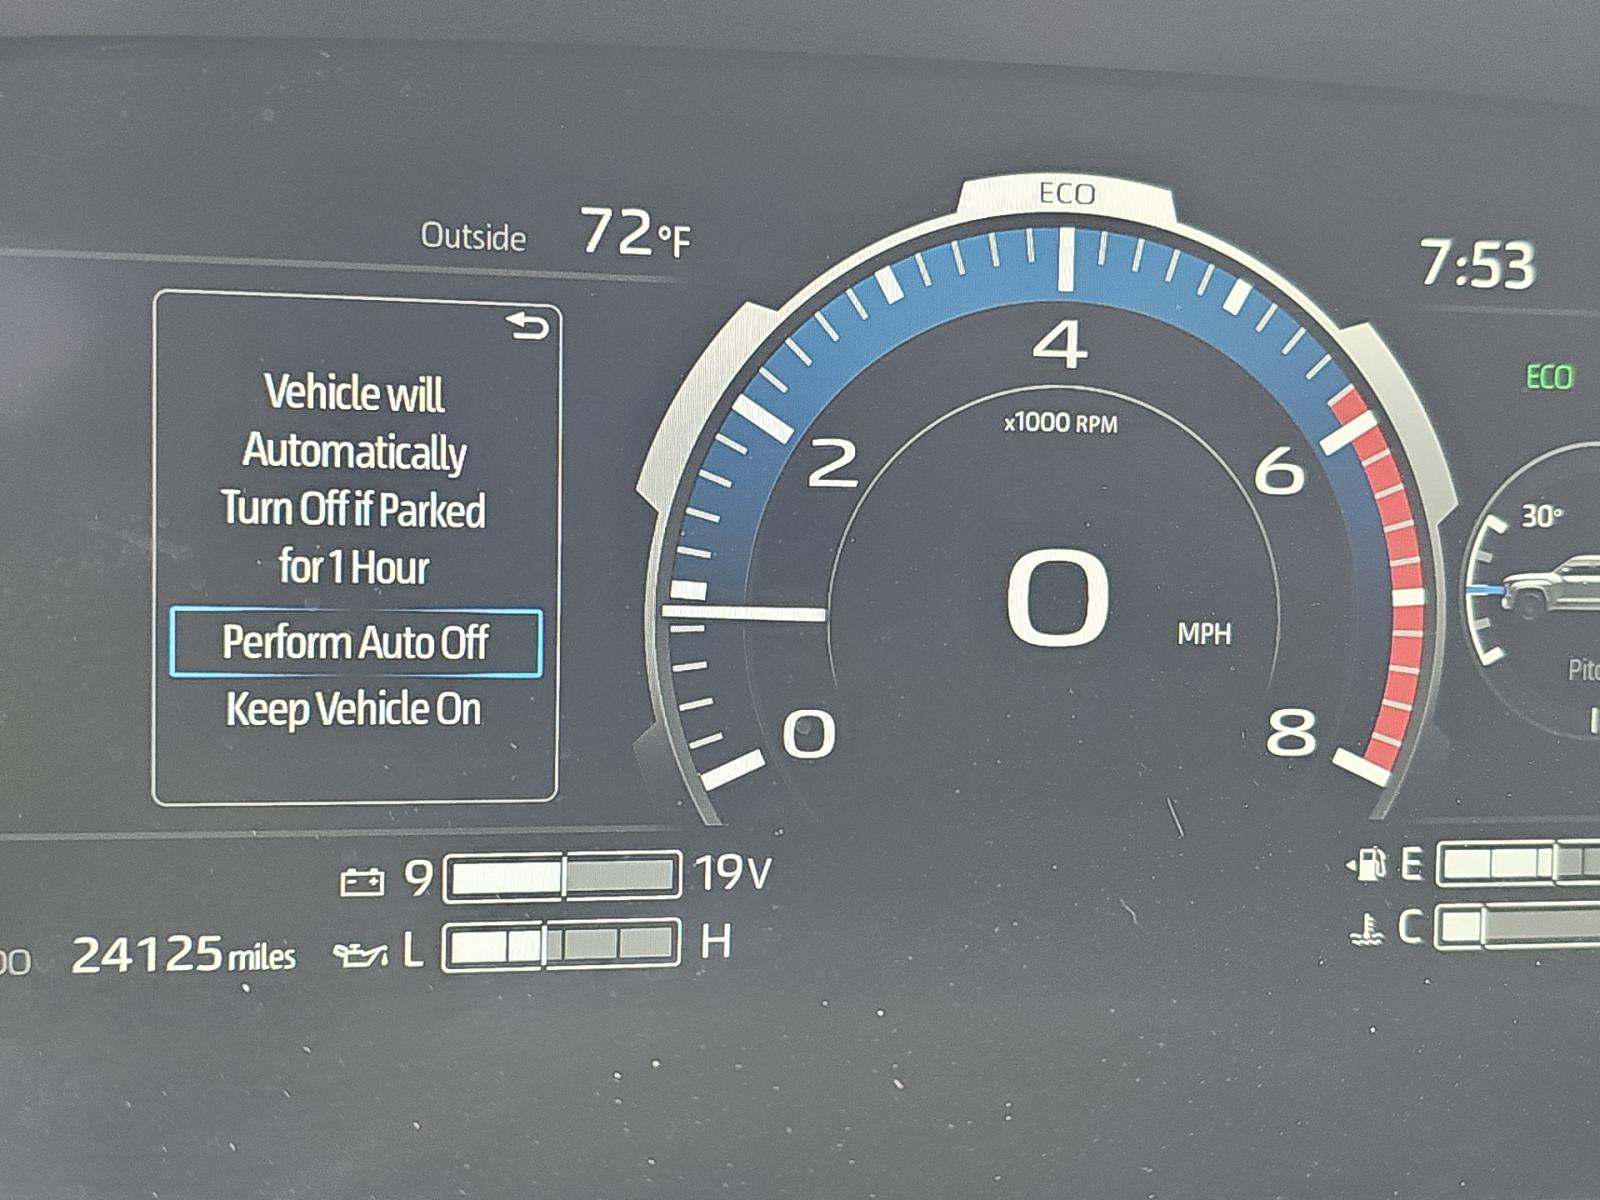 ECO
Outside 72°F
7:53
Vehicle will
Automatically
Turn Off if Parked
for 1 Hour
Perform Auto Off
Keep Vehicle On
4
x1000 RPM
2
6
0
MPH
0
8
ECO
30°
9
19V
L
H
24125 miles
E
C